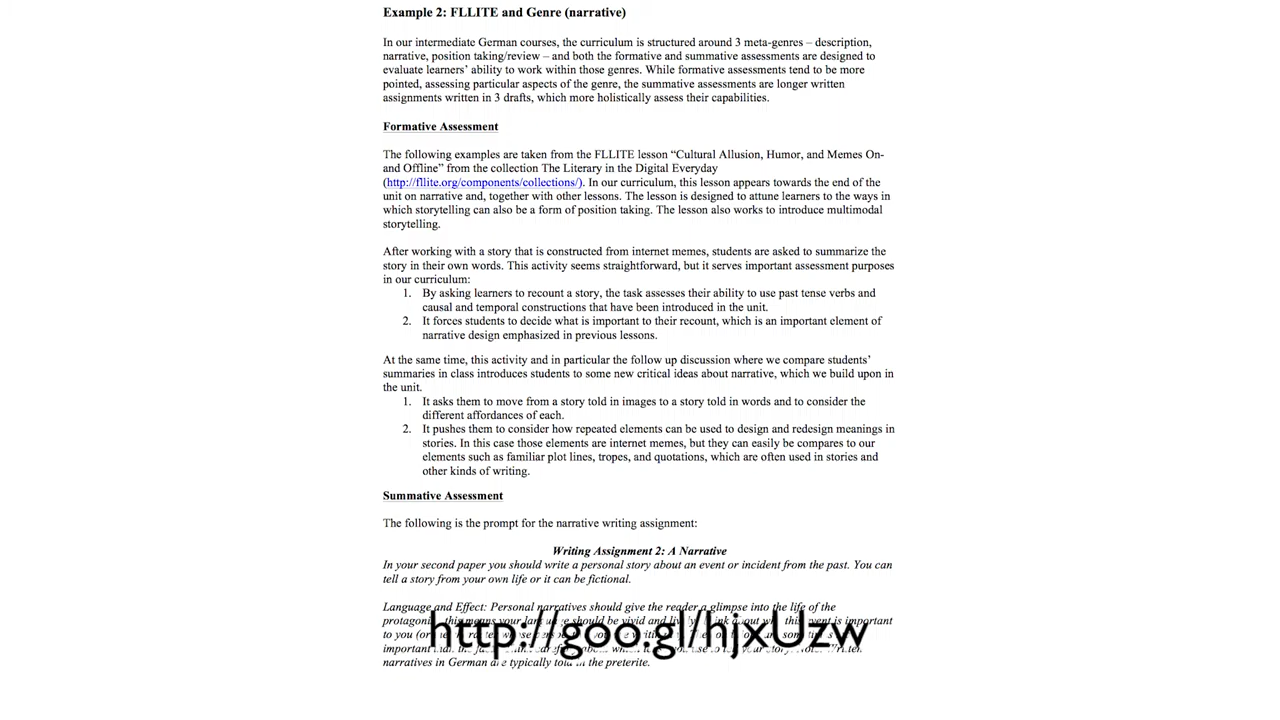 Example 2: FLLITE and Genre (narrative)
In our intermediate German courses, the curriculum is structured around 3 meta-genres – description,
narrative, position taking/review – and both the formative and summative assessments are designed to
evaluate learners’ ability to work within those genres. While formative assessments tend to be more
pointed, assessing particular aspects of the genre, the summative assessments are longer written
assignments written in 3 drafts, which more holistically assess their capabilities.
Formative Assessment
The following examples are taken from the FLLITE lesson “Cultural Allusion, Humor, and Memes On-
and Offline” from the collection The Literary in the Digital Everyday
(http://fllite.org/components/collections/). In our curriculum, this lesson appears towards the end of the
unit on narrative and, together with other lessons. The lesson is designed to attune learners to the ways in
which storytelling can also be a form of position taking. The lesson also works to introduce multimodal
storytelling.
After working with a story that is constructed from internet memes, students are asked to summarize the
story in their own words. This activity seems straightforward, but it serves important assessment purposes
in our curriculum:
1. By asking learners to recount a story, the task assesses their ability to use past tense verbs and
causal and temporal constructions that have been introduced in the unit.
2. It forces students to decide what is important to their recount, which is an important element of
narrative design emphasized in previous lessons.
At the same time, this activity and in particular the follow up discussion where we compare students’
summaries in class introduces students to some new critical ideas about narrative, which we build upon in
the unit.
1. It asks them to move from a story told in images to a story told in words and to consider the
different affordances of each.
2. It pushes them to consider how repeated elements can be used to design and redesign meanings in
stories. In this case those elements are internet memes, but they can easily be compares to our
elements such as familiar plot lines, tropes, and quotations, which are often used in stories and
other kinds of writing.
Summative Assessment
The following is the prompt for the narrative writing assignment:
Writing Assignment 2: A Narrative
In your second paper you should write a personal story about an event or incident from the past. You can
tell a story from your own life or it can be fictional.
Language and Effect: Personal narratives should give the reader a glimpse into the life of the
this means your should be vivid and this event is important
to you (or
important
narratives in German are typically told in the preterite.
http://goo.gl/hjxUzw